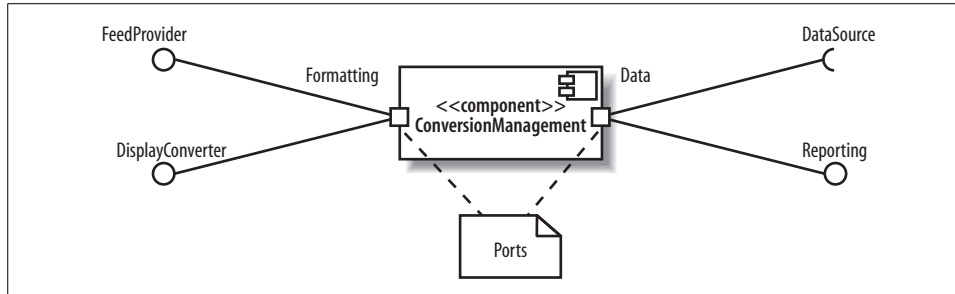 FeedProvider
DataSource
Formatting
Data
<<component>>
ConversionManagement
DisplayConverter
Reporting
Ports